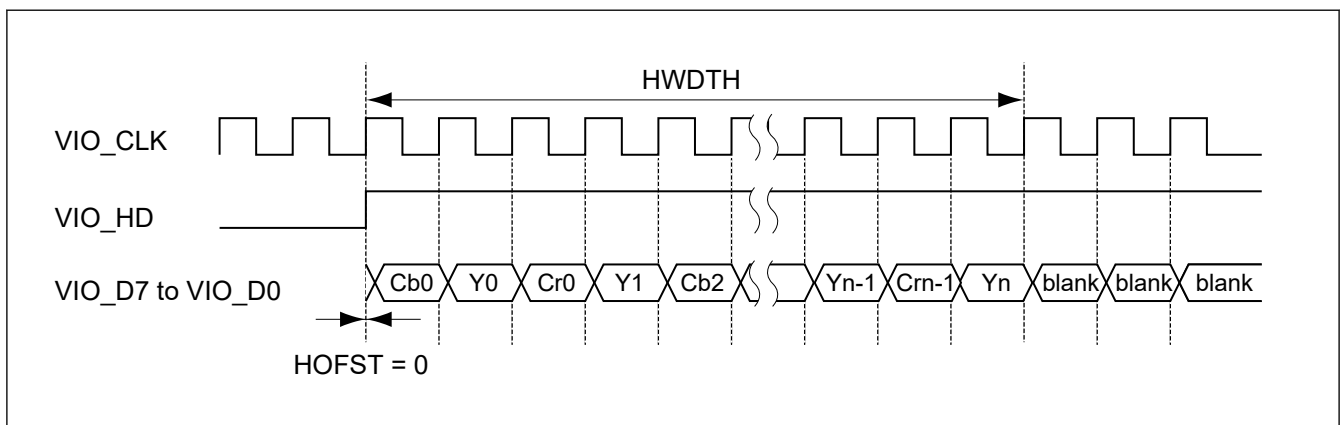 HWDTH
VIO_CLK
VIO_HD
VIO_D7 to VIO_D0 Cb0 Y0 Cr0 Y1 Cb2 Yn-1 Crn-1 Yn blank blank blank
HOFST = 0